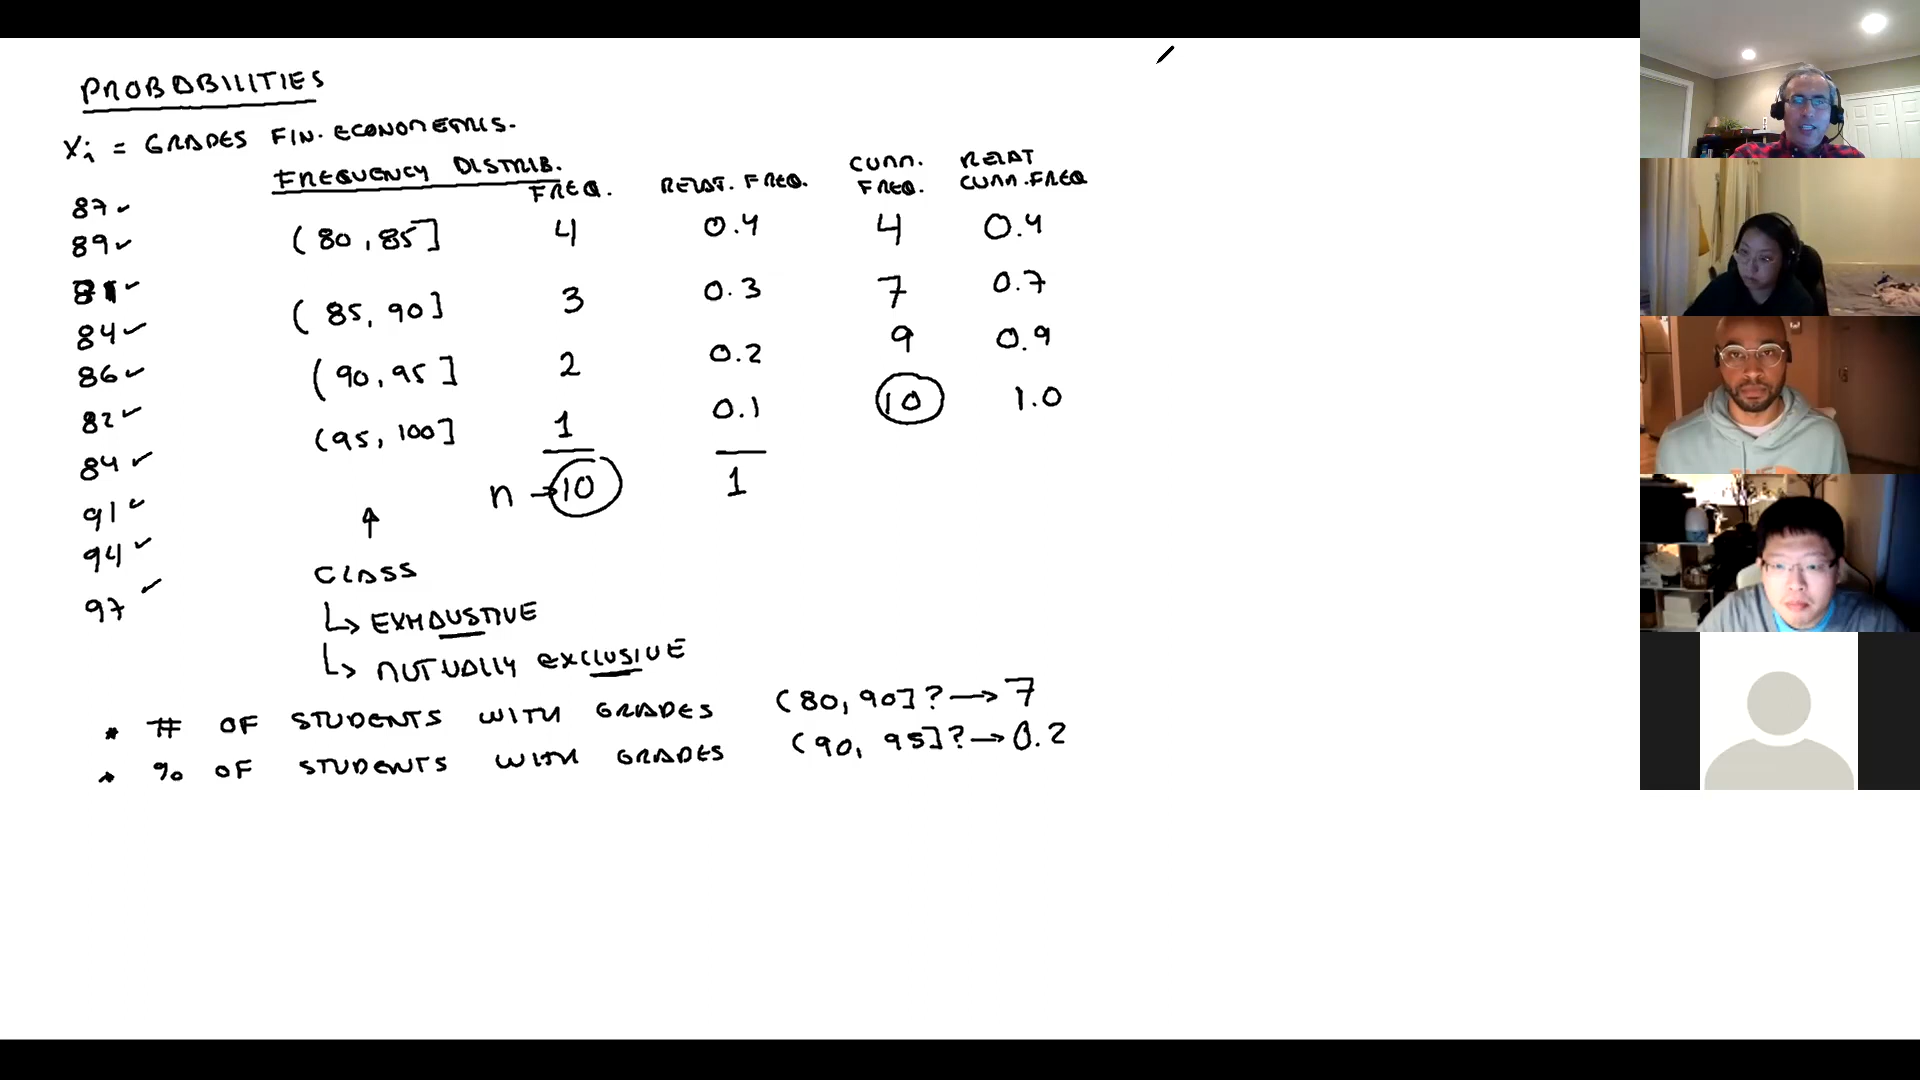 PROBABILITIES
Xi = GRADES FIN. ECONOMETRICS.
FREQUENCY DISTRIB.
FREQ. RELAT. FREQ. CUM. FREQ. RELAT CUM. FREQ
87
89
81
84
86
82
84
91
94
97
(80, 85] 4 0.4 4 0.4
(85, 90] 3 0.3 7 0.7
(90, 95] 2 0.2 9 0.9
(95, 100] 1 0.1 10 1.0
n → 10 1
↑
CLASS
↳ EXHAUSTIVE
↳ MUTUALLY EXCLUSIVE
* # OF STUDENTS WITH GRADES (80, 90]? → 7
* % OF STUDENTS WITH GRADES (90, 95]? → 0.2